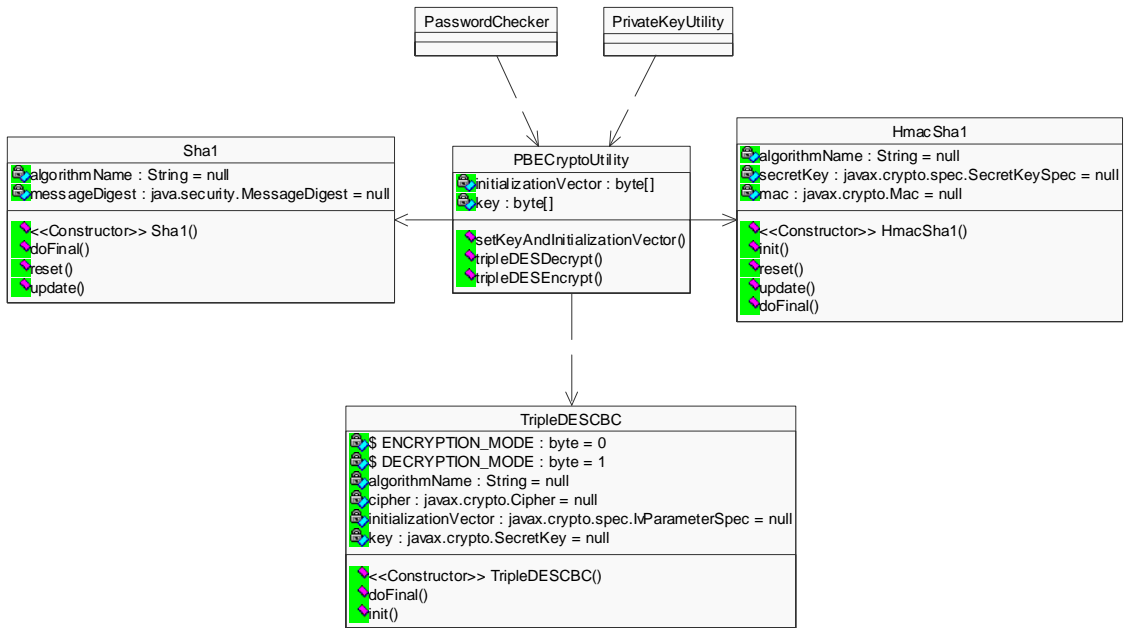 PasswordChecker
PrivateKeyUtility
Sha1
algorithmName : String = null
messageDigest : java.security.MessageDigest = null
<<Constructor>> Sha1()
doFinal()
reset()
update()
PBECryptoUtility
initializationVector : byte[]
key : byte[]
setKeyAndInitializationVector()
tripleDESDecrypt()
tripleDESEncrypt()
HmacSha1
algorithmName : String = null
secretKey : javax.crypto.spec.SecretKeySpec = null
mac : javax.crypto.Mac = null
<<Constructor>> HmacSha1()
init()
reset()
update()
doFinal()
TripleDESCBC
$ ENCRYPTION_MODE : byte = 0
$ DECRYPTION_MODE : byte = 1
algorithmName : String = null
cipher : javax.crypto.Cipher = null
initializationVector : javax.crypto.spec.IvParameterSpec = null
key : javax.crypto.SecretKey = null
<<Constructor>> TripleDESCBC()
doFinal()
init()